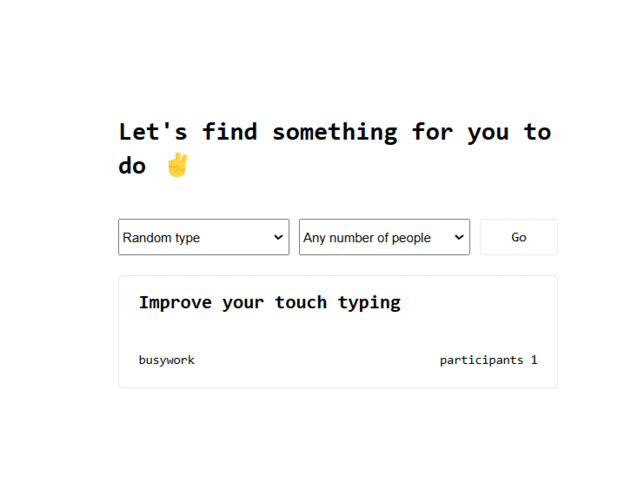 Let's find something for you to
do ✌
Random type
Any number of people
Go
Improve your touch typing
busywork
participants 1